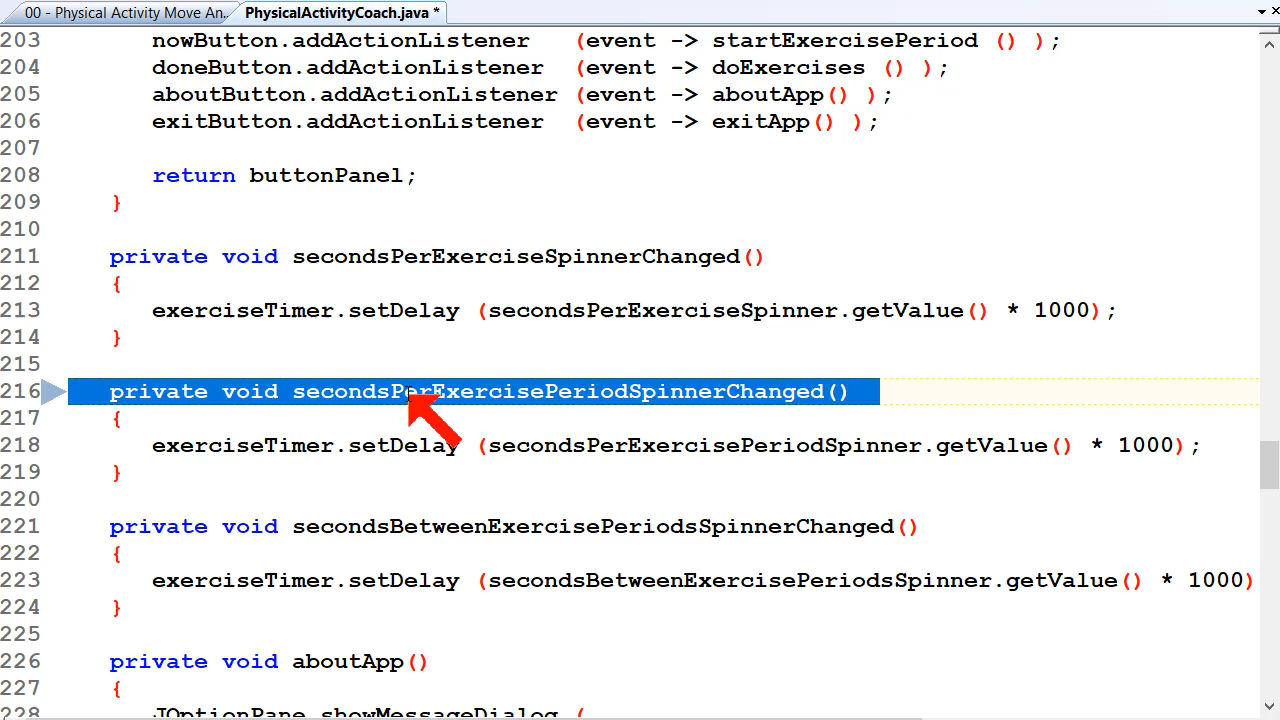 00 - Physical Activity Move An... PhysicalActivityCoach.java *
203 nowButton.addActionListener (event -> startExercisePeriod () );
204 doneButton.addActionListener (event -> doExercises () );
205 aboutButton.addActionListener (event -> aboutApp() );
206 exitButton.addActionListener (event -> exitApp() );
207
208 return buttonPanel;
209 }
210
211 private void secondsPerExerciseSpinnerChanged()
212 {
213 exerciseTimer.setDelay (secondsPerExerciseSpinner.getValue() * 1000);
214 }
215
216 private void secondsPerExercisePeriodSpinnerChanged()
217 {
218 exerciseTimer.setDelay (secondsPerExercisePeriodSpinner.getValue() * 1000);
219 }
220
221 private void secondsBetweenExercisePeriodsSpinnerChanged()
222 {
223 exerciseTimer.setDelay (secondsBetweenExercisePeriodsSpinner.getValue() * 1000)
224 }
225
226 private void aboutApp()
227 {
228 JOptionPane.showMessageDialog (